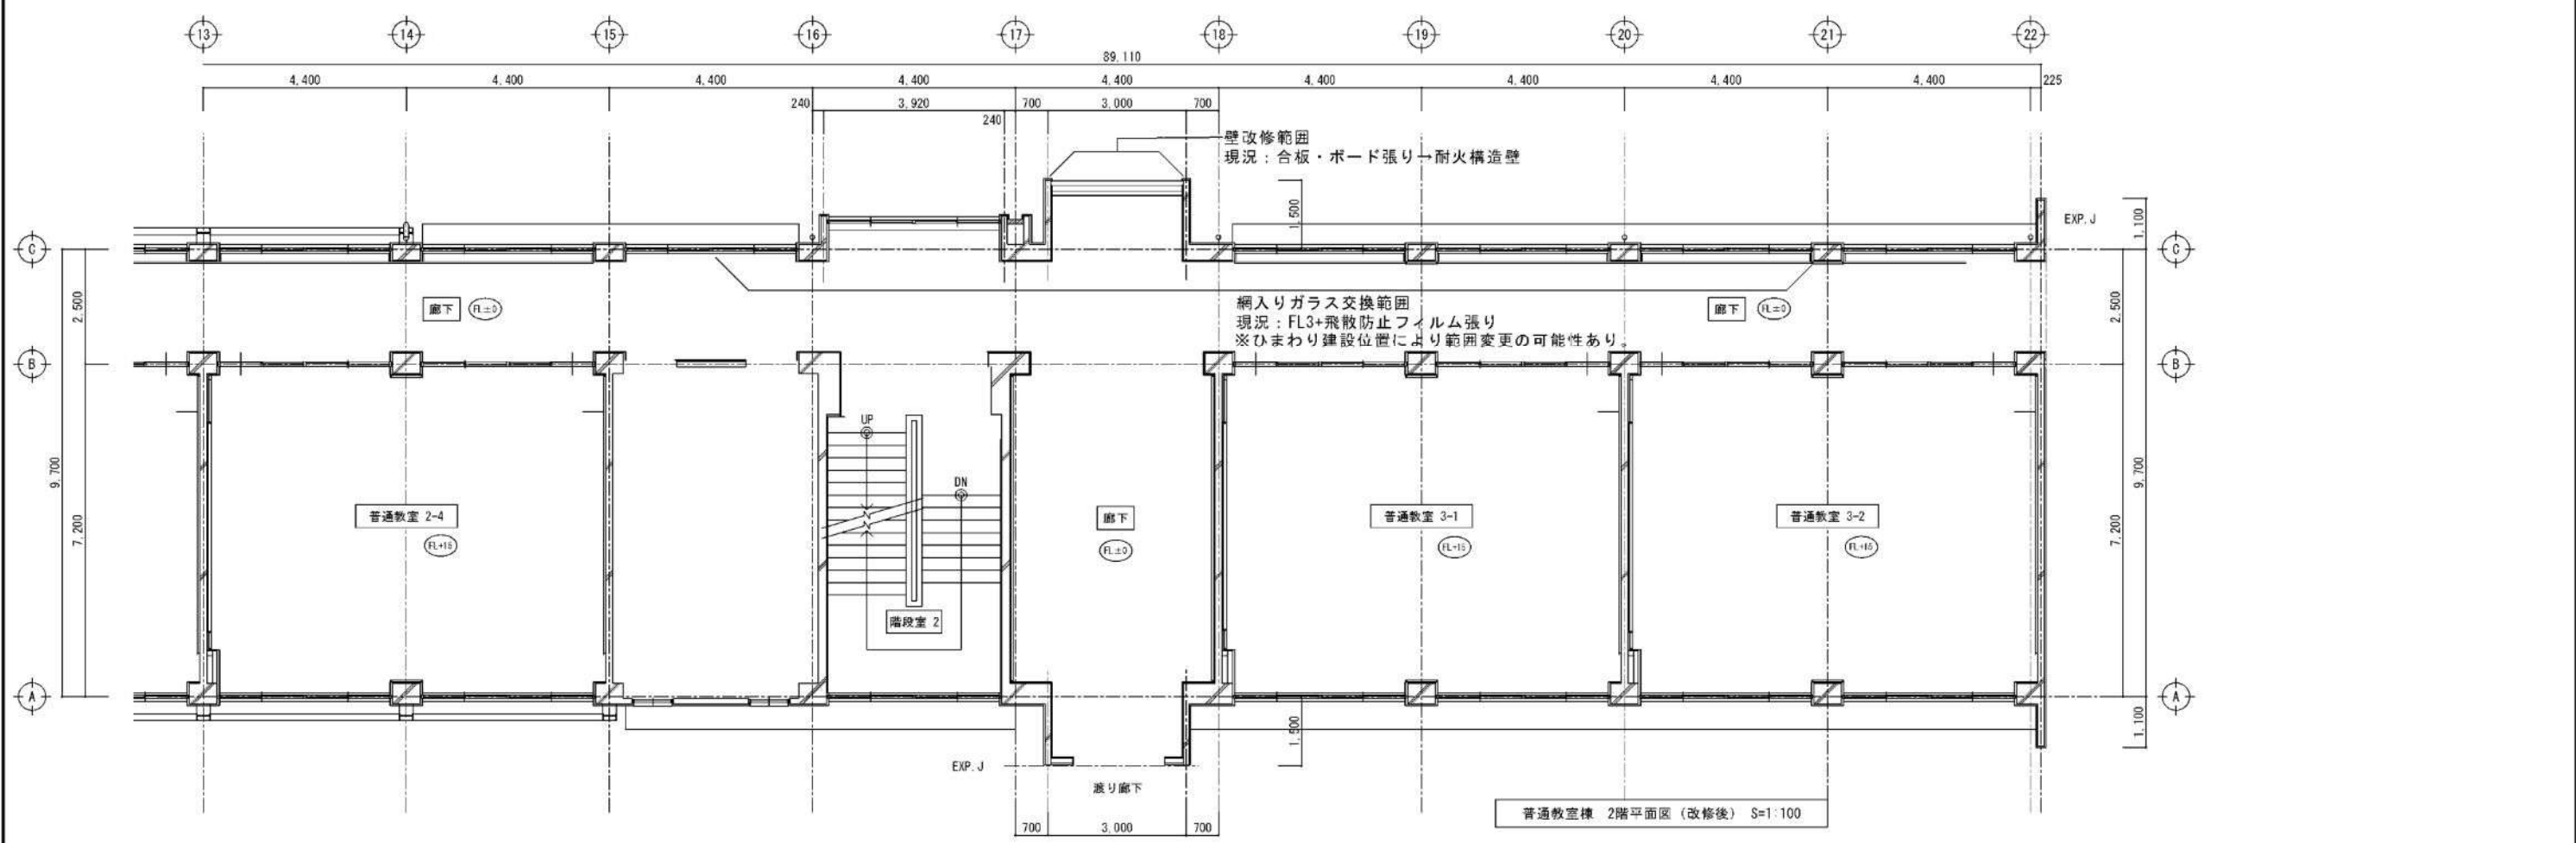 13 14 15 16 17 18 19 20 21 22
89,110
4,400 4,400 4,400 4,400 4,400 4,400 4,400 4,400 4,400 225
240 3,920 700 3,000 700
240
壁改修範囲
現況：合板・ボード張り→耐火構造壁
1,500
EXP.J
1,100
C C
2,500 2,500
廊下 FL±0
網入りガラス交換範囲
現況：FL3+飛散防止フィルム張り
※ひまわり建設位置により範囲変更の可能性あり。
廊下 FL±0
B B
UP
DN
9,700 9,700
7,200 7,200
普通教室 2-4
FL+15
廊下
FL±0
普通教室 3-1
FL+15
普通教室 3-2
FL+15
階段室 2
A A
1,500
1,100
EXP.J
渡り廊下
普通教室棟　2階平面図（改修後）　S=1:100
700 3,000 700